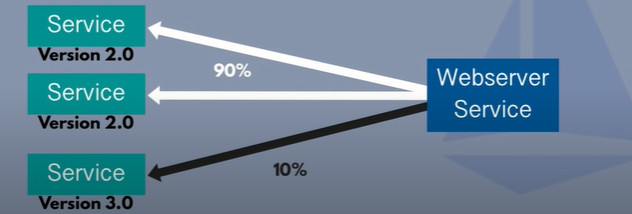 Service
Version 2.0
90%
Service
Version 2.0
Webserver
Service
10%
Service
Version 3.0